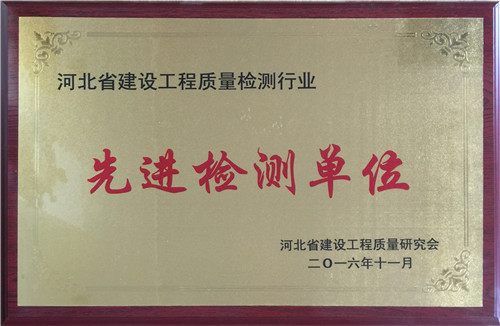 河北省建设工程质量检测行业
先进检测单位
河北省建设工程质量研究会
二〇一六年十一月